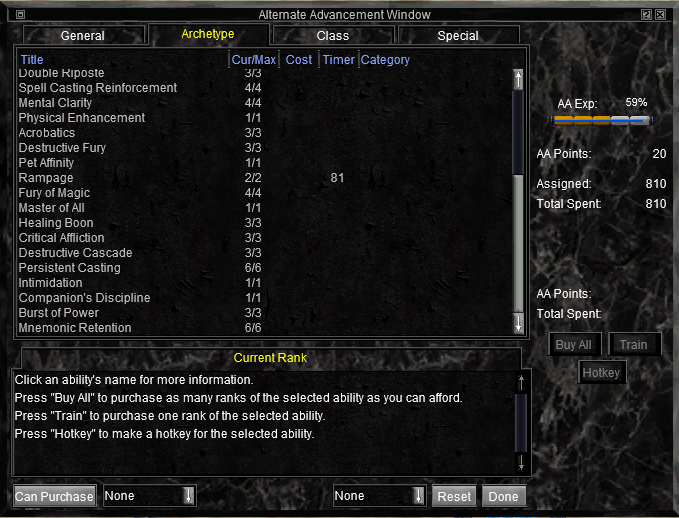 Alternate Advancement Window
General Archetype Class Special
Title Cur/Max Cost Timer Category
Double Riposte 3/3
Spell Casting Reinforcement 4/4
Mental Clarity 4/4
Physical Enhancement 1/1
Acrobatics 3/3
Destructive Fury 3/3
Pet Affinity 1/1
Rampage 2/2 81
Fury of Magic 4/4
Master of All 1/1
Healing Boon 3/3
Critical Affliction 3/3
Destructive Cascade 3/3
Persistent Casting 6/6
Intimidation 1/1
Companion's Discipline 1/1
Burst of Power 3/3
Mnemonic Retention 6/6
AA Exp: 59%
AA Points: 20
Assigned: 810
Total Spent: 810
AA Points:
Total Spent:
Buy All Train
Hotkey
Current Rank
Click an ability's name for more information.
Press "Buy All" to purchase as many ranks of the selected ability as you can afford.
Press "Train" to purchase one rank of the selected ability.
Press "Hotkey" to make a hotkey for the selected ability.
Can Purchase None None Reset Done